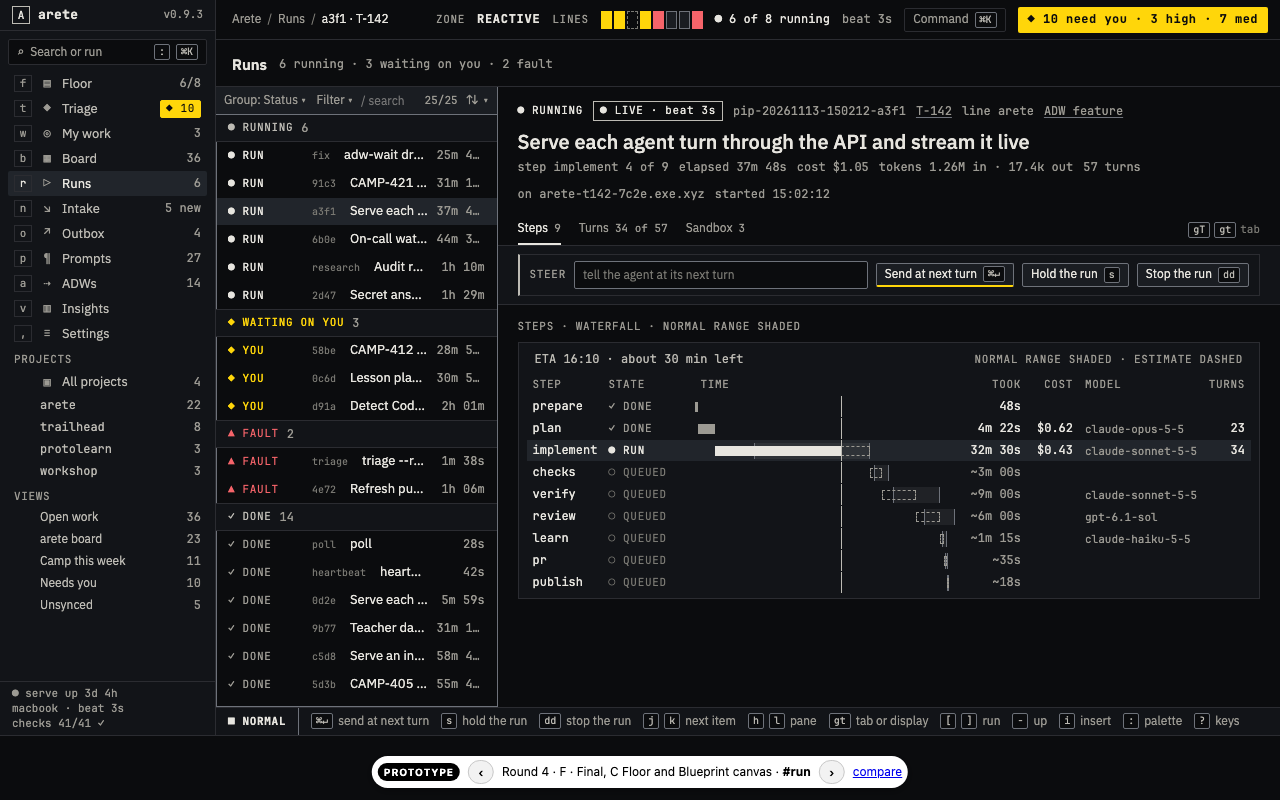 A arete v0.9.3
Search or run : ⌘K
f Floor 6/8
t Triage ◆ 10
w My work 3
b Board 36
r Runs 6
n Intake 5 new
o Outbox 4
p Prompts 27
a ADWs 14
v Insights
, Settings
PROJECTS
All projects 4
arete 22
trailhead 8
protolearn 3
workshop 3
VIEWS
Open work 36
arete board 23
Camp this week 11
Needs you 10
Unsynced 5
● serve up 3d 4h
macbook · beat 3s
checks 41/41 ✓
Arete / Runs / a3f1 · T-142 ZONE REACTIVE LINES ● 6 of 8 running beat 3s Command ⌘K ◆ 10 need you · 3 high · 7 med
Runs 6 running · 3 waiting on you · 2 fault
Group: Status ▾ Filter ▾ / search 25/25 ⇅ ▾
● RUNNING 6
● RUN fix adw-wait dr… 25m 4…
● RUN 91c3 CAMP-421 … 31m 1…
● RUN a3f1 Serve each … 37m 4…
● RUN 6b0e On-call wat… 44m 3…
● RUN research Audit r… 1h 10m
● RUN 2d47 Secret ans… 1h 29m
◆ WAITING ON YOU 3
◆ YOU 58be CAMP-412 … 28m 5…
◆ YOU 0c6d Lesson pla… 30m 5…
◆ YOU d91a Detect Cod… 2h 01m
▲ FAULT 2
▲ FAULT triage triage --r… 1m 38s
▲ FAULT 4e72 Refresh pu… 1h 06m
✓ DONE 14
✓ DONE poll poll 28s
✓ DONE heartbeat heart… 42s
✓ DONE 0d2e Serve each … 5m 59s
✓ DONE 9b77 Teacher da… 31m 1…
✓ DONE c5d8 Serve an in… 58m 4…
✓ DONE 5d3b CAMP-405 … 55m 4…
● RUNNING ● LIVE · beat 3s pip-20261113-150212-a3f1 T-142 line arete ADW feature
Serve each agent turn through the API and stream it live
step implement 4 of 9 elapsed 37m 48s cost $1.05 tokens 1.26M in · 17.4k out 57 turns
on arete-t142-7c2e.exe.xyz started 15:02:12
Steps 9 Turns 34 of 57 Sandbox 3 gT gt tab
STEER tell the agent at its next turn Send at next turn ⌘↵ Hold the run s Stop the run dd
STEPS · WATERFALL · NORMAL RANGE SHADED
ETA 16:10 · about 30 min left NORMAL RANGE SHADED · ESTIMATE DASHED
STEP STATE TIME TOOK COST MODEL TURNS
prepare ✓ DONE 48s
plan ✓ DONE 4m 22s $0.62 claude-opus-5-5 23
implement ● RUN 32m 30s $0.43 claude-sonnet-5-5 34
checks ○ QUEUED ~3m 00s
verify ○ QUEUED ~9m 00s claude-sonnet-5-5
review ○ QUEUED ~6m 00s gpt-6.1-sol
learn ○ QUEUED ~1m 15s claude-haiku-5-5
pr ○ QUEUED ~35s
publish ○ QUEUED ~18s
■ NORMAL ⌘↵ send at next turn s hold the run dd stop the run j k next item h l pane gt tab or display [ ] run - up i insert : palette ? keys
PROTOTYPE ‹ Round 4 · F · Final, C Floor and Blueprint canvas · #run › compare